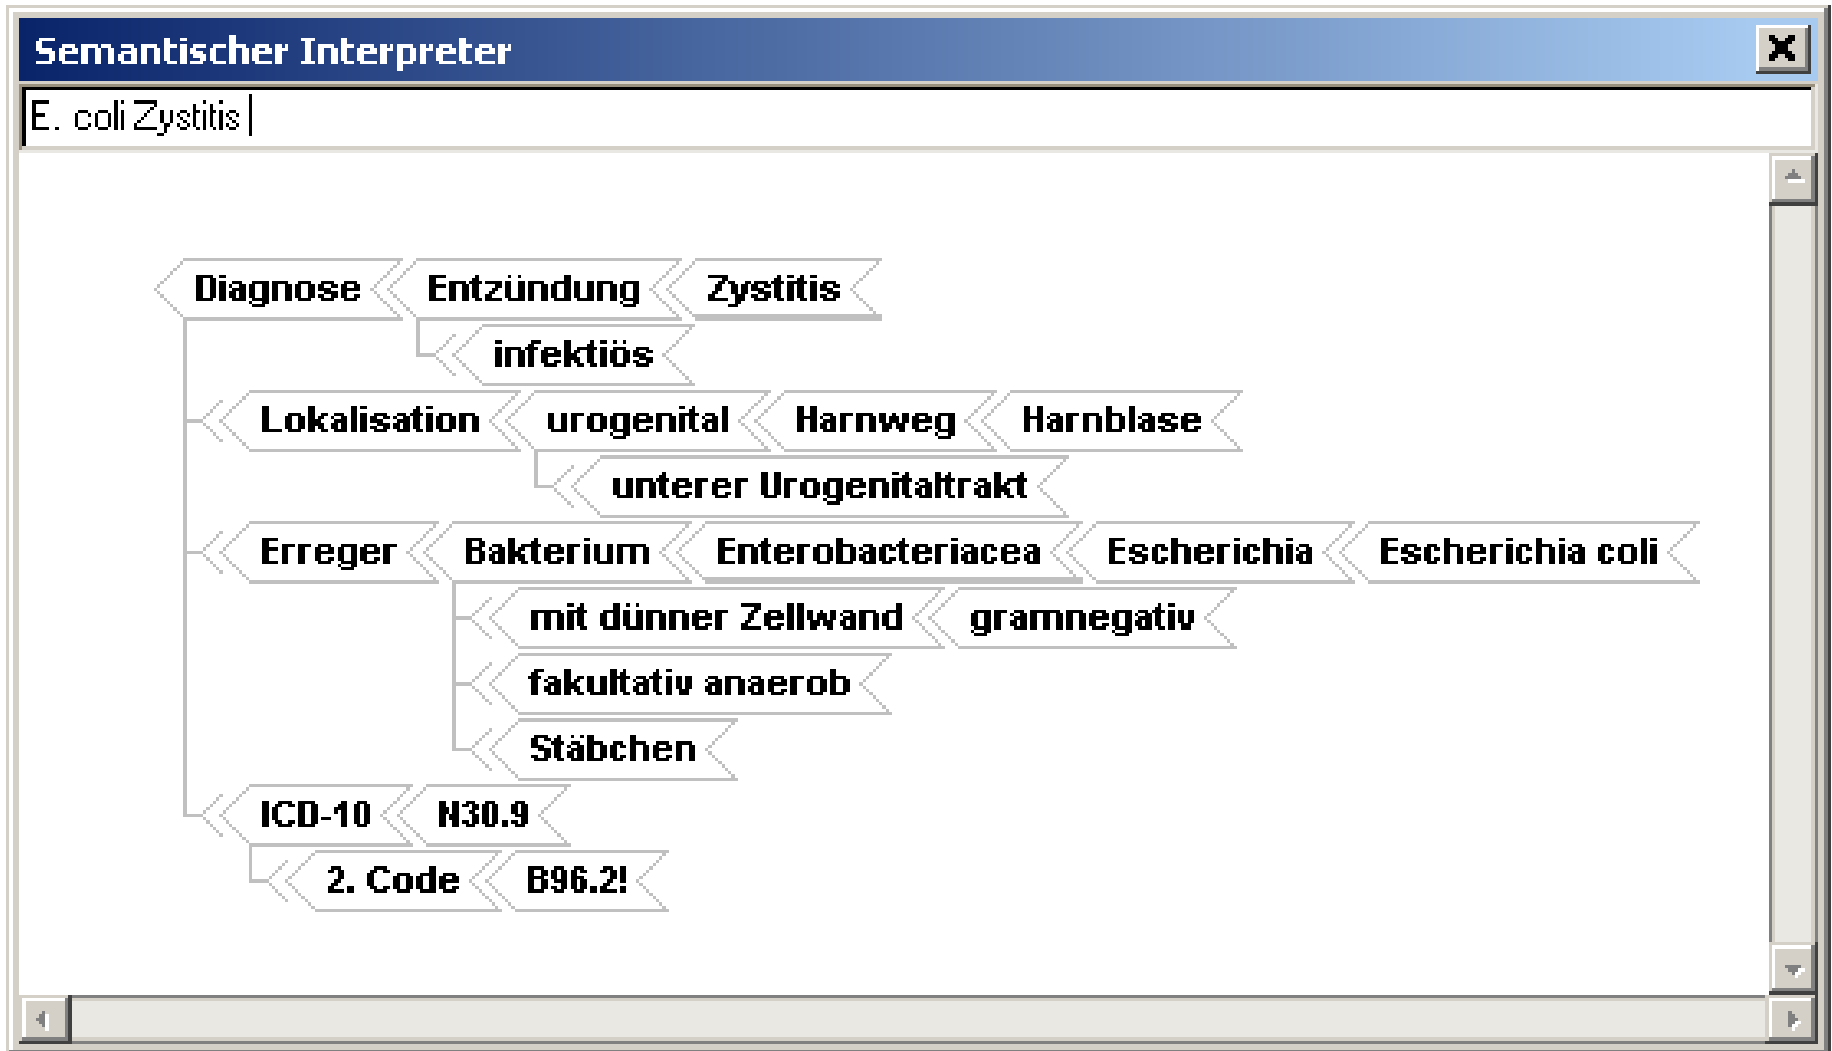 Semantischer Interpreter
E. coli Zystitis
Diagnose Entzündung Zystitis
infektiös
Lokalisation urogenital Harnweg Harnblase
unterer Urogenitaltrakt
Erreger Bakterium Enterobacteriacea Escherichia Escherichia coli
mit dünner Zellwand gramnegativ
fakultativ anaerob
Stäbchen
ICD-10 N30.9
2. Code B96.2!